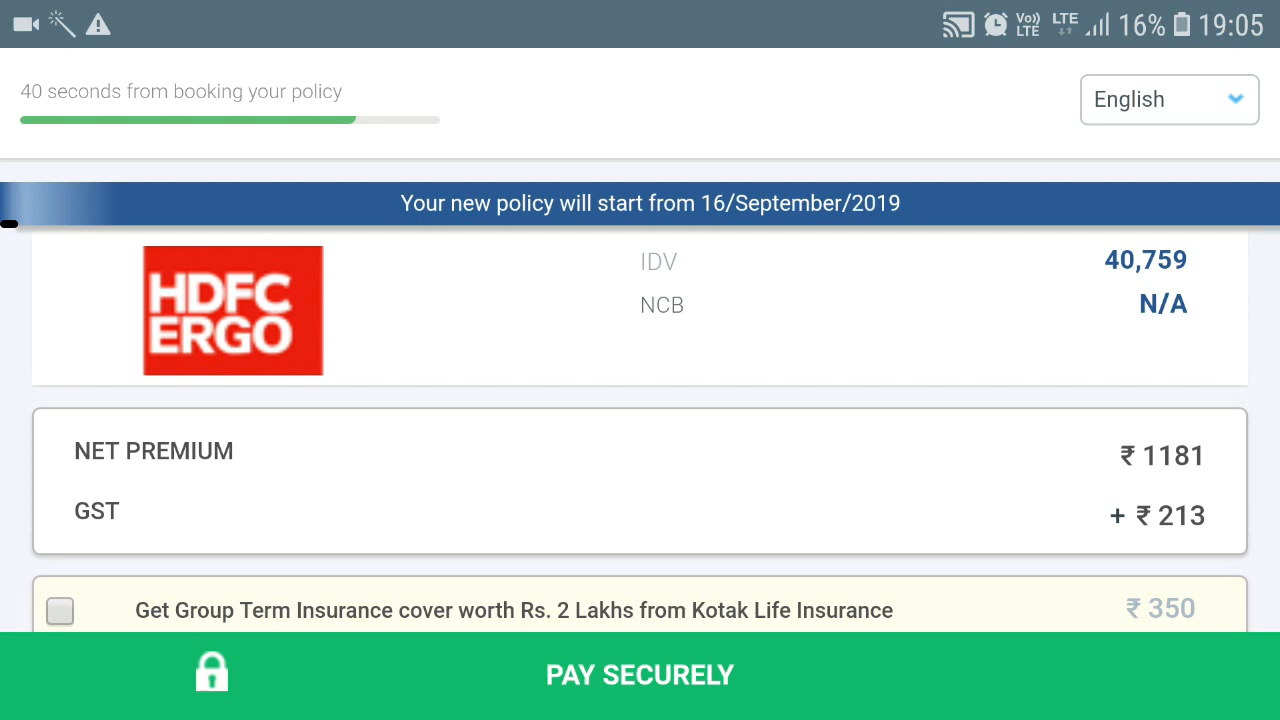 Vo)) LTE LTE 16% 19:05
40 seconds from booking your policy
English
Your new policy will start from 16/September/2019
HDFC
ERGO
IDV 40,759
NCB N/A
NET PREMIUM ₹ 1181
GST + ₹ 213
Get Group Term Insurance cover worth Rs. 2 Lakhs from Kotak Life Insurance ₹ 350
PAY SECURELY